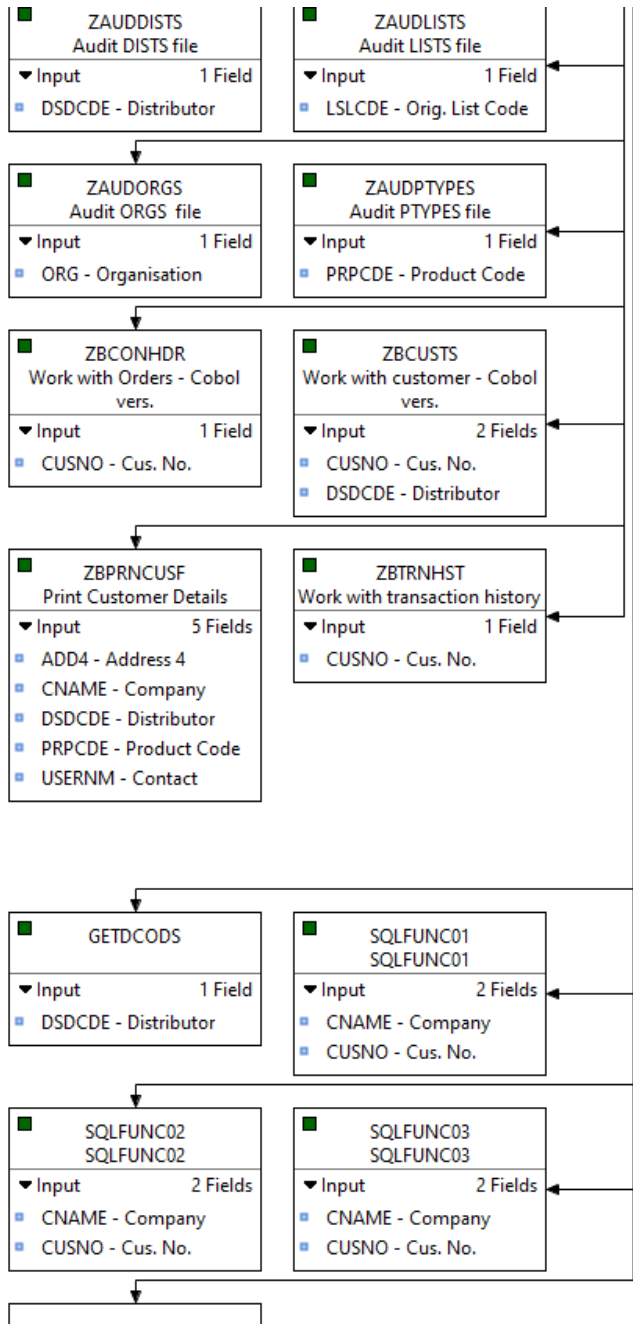 ZAUDDISTS
Audit DISTS file
Input 1 Field
DSDCDE - Distributor
ZAUDLISTS
Audit LISTS file
Input 1 Field
LSLCDE - Orig. List Code
ZAUDORGS
Audit ORGS  file
Input 1 Field
ORG - Organisation
ZAUDPTYPES
Audit PTYPES file
Input 1 Field
PRPCDE - Product Code
ZBCONHDR
Work with Orders - Cobol
vers.
Input 1 Field
CUSNO - Cus. No.
ZBCUSTS
Work with customer - Cobol
vers.
Input 2 Fields
CUSNO - Cus. No.
DSDCDE - Distributor
ZBPRNCUSF
Print Customer Details
Input 5 Fields
ADD4 - Address 4
CNAME - Company
DSDCDE - Distributor
PRPCDE - Product Code
USERNM - Contact
ZBTRNHST
Work with transaction history
Input 1 Field
CUSNO - Cus. No.
GETDCODS
Input 1 Field
DSDCDE - Distributor
SQLFUNC01
SQLFUNC01
Input 2 Fields
CNAME - Company
CUSNO - Cus. No.
SQLFUNC02
SQLFUNC02
Input 2 Fields
CNAME - Company
CUSNO - Cus. No.
SQLFUNC03
SQLFUNC03
Input 2 Fields
CNAME - Company
CUSNO - Cus. No.